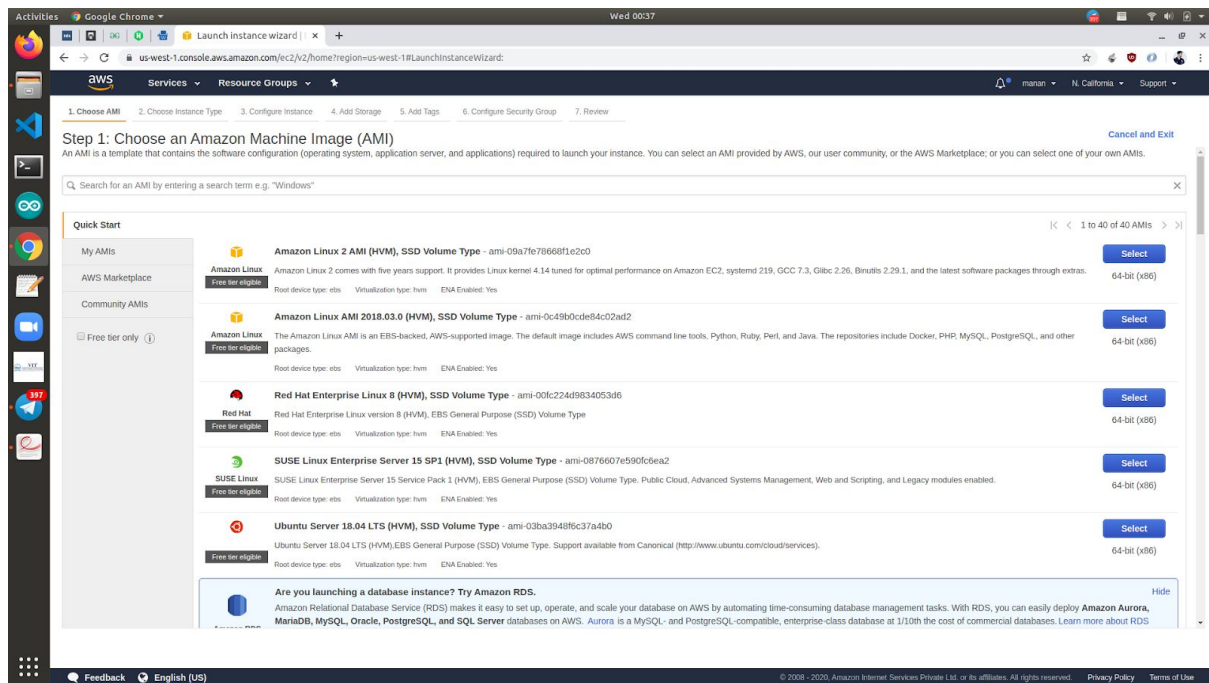 Activities Google Chrome Wed 00:37
Launch instance wizard |
us-west-1.console.aws.amazon.com/ec2/v2/home?region=us-west-1#LaunchInstanceWizard:
aws Services Resource Groups manan N. California Support
1. Choose AMI 2. Choose Instance Type 3. Configure Instance 4. Add Storage 5. Add Tags 6. Configure Security Group 7. Review
Step 1: Choose an Amazon Machine Image (AMI) Cancel and Exit
An AMI is a template that contains the software configuration (operating system, application server, and applications) required to launch your instance. You can select an AMI provided by AWS, our user community, or the AWS Marketplace; or you can select one of your own AMIs.
Search for an AMI by entering a search term e.g. "Windows"
Quick Start 1 to 40 of 40 AMIs
My AMIs
AWS Marketplace
Community AMIs
Free tier only
Amazon Linux
Free tier eligible
Amazon Linux 2 AMI (HVM), SSD Volume Type - ami-09a7fe78668f1e2c0
Amazon Linux 2 comes with five years support. It provides Linux kernel 4.14 tuned for optimal performance on Amazon EC2, systemd 219, GCC 7.3, Glibc 2.26, Binutils 2.29.1, and the latest software packages through extras.
Root device type: ebs Virtualization type: hvm ENA Enabled: Yes
Select
64-bit (x86)
Amazon Linux
Free tier eligible
Amazon Linux AMI 2018.03.0 (HVM), SSD Volume Type - ami-0c49b0cde84c02ad2
The Amazon Linux AMI is an EBS-backed, AWS-supported image. The default image includes AWS command line tools, Python, Ruby, Perl, and Java. The repositories include Docker, PHP, MySQL, PostgreSQL, and other
packages.
Root device type: ebs Virtualization type: hvm ENA Enabled: Yes
Select
64-bit (x86)
Red Hat
Free tier eligible
Red Hat Enterprise Linux 8 (HVM), SSD Volume Type - ami-00fc224d9834053d6
Red Hat Enterprise Linux version 8 (HVM), EBS General Purpose (SSD) Volume Type
Root device type: ebs Virtualization type: hvm ENA Enabled: Yes
Select
64-bit (x86)
SUSE Linux
Free tier eligible
SUSE Linux Enterprise Server 15 SP1 (HVM), SSD Volume Type - ami-0876607e590fc6ea2
SUSE Linux Enterprise Server 15 Service Pack 1 (HVM), EBS General Purpose (SSD) Volume Type. Public Cloud, Advanced Systems Management, Web and Scripting, and Legacy modules enabled.
Root device type: ebs Virtualization type: hvm ENA Enabled: Yes
Select
64-bit (x86)
Free tier eligible
Ubuntu Server 18.04 LTS (HVM), SSD Volume Type - ami-03ba3948f6c37a4b0
Ubuntu Server 18.04 LTS (HVM),EBS General Purpose (SSD) Volume Type. Support available from Canonical (http://www.ubuntu.com/cloud/services).
Root device type: ebs Virtualization type: hvm ENA Enabled: Yes
Select
64-bit (x86)
Are you launching a database instance? Try Amazon RDS. Hide
Amazon Relational Database Service (RDS) makes it easy to set up, operate, and scale your database on AWS by automating time-consuming database management tasks. With RDS, you can easily deploy Amazon Aurora,
MariaDB, MySQL, Oracle, PostgreSQL, and SQL Server databases on AWS. Aurora is a MySQL- and PostgreSQL-compatible, enterprise-class database at 1/10th the cost of commercial databases. Learn more about RDS
Amazon RDS
397
VIT
Feedback English (US) © 2008 - 2020, Amazon Internet Services Private Ltd. or its affiliates. All rights reserved. Privacy Policy Terms of Use